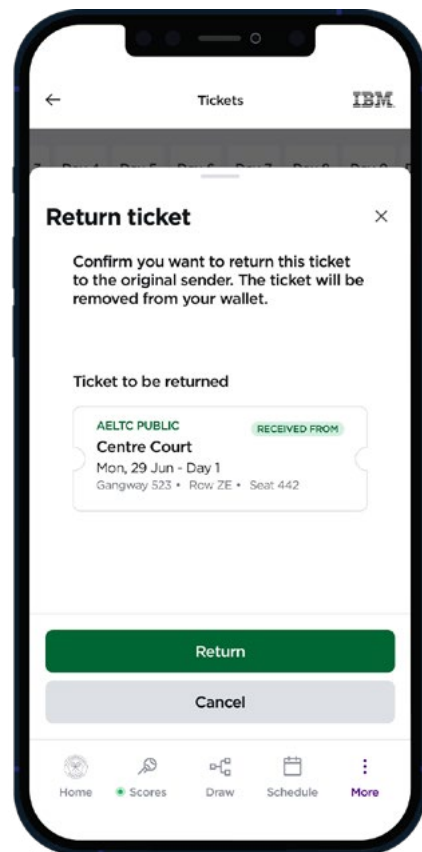 Tickets
IBM
Return ticket
Confirm you want to return this ticket
to the original sender. The ticket will be
removed from your wallet.
Ticket to be returned
AELTC PUBLIC
RECEIVED FROM
Centre Court
Mon, 29 Jun - Day 1
Gangway 523 • Row ZE • Seat 442
Return
Cancel
Home
Scores
Draw
Schedule
More